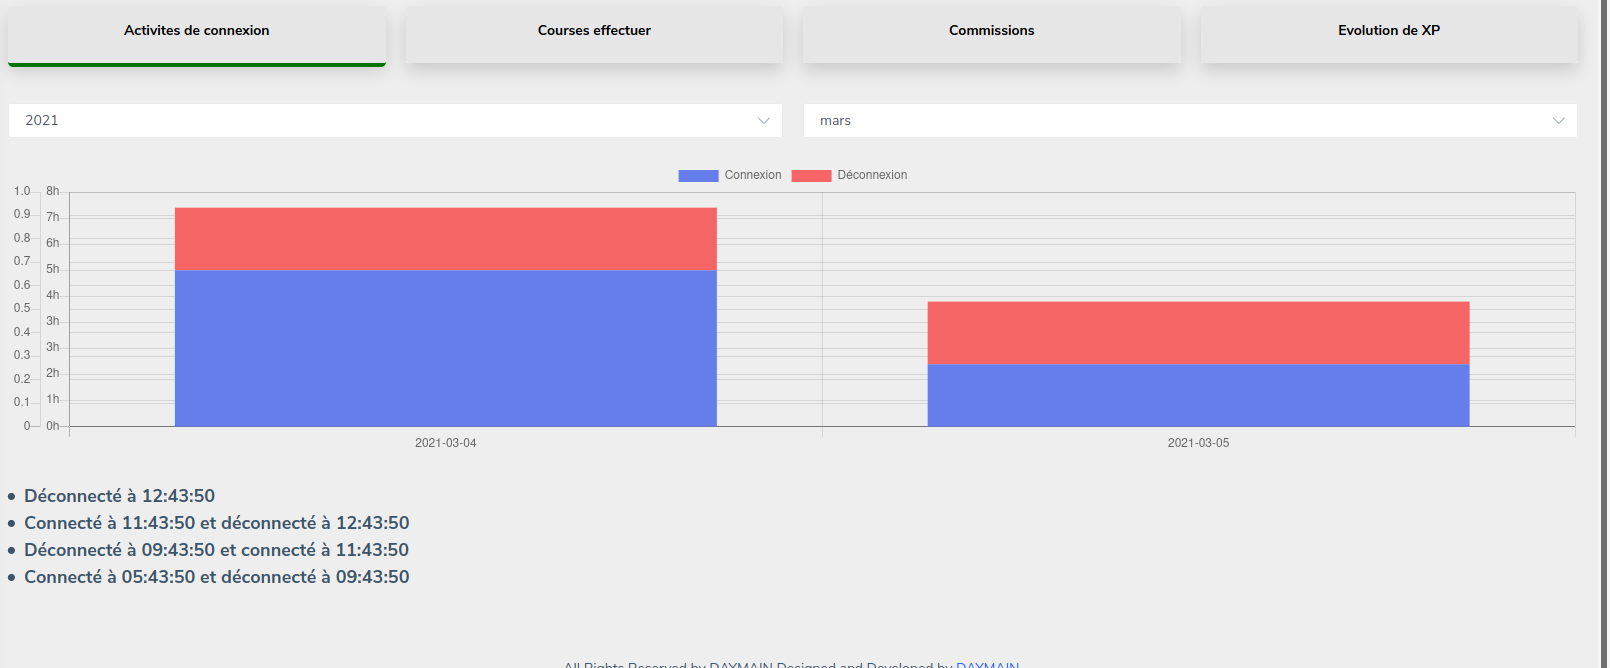 Activites de connexion
Courses effectuer
Commissions
Evolution de XP
2021
mars
Connexion
Déconnexion
1.0
0.9
0.8
0.7
0.6
0.5
0.4
0.3
0.2
0.1
0
8h
7h
6h
5h
4h
3h
3h
2h
1h
0h
2021-03-04
2021-03-05
• Déconnecté à 12:43:50
• Connecté à 11:43:50 et déconnecté à 12:43:50
• Déconnecté à 09:43:50 et connecté à 11:43:50
• Connecté à 05:43:50 et déconnecté à 09:43:50
All Rights Reserved by DAYMAIN Designed and Developed by DAYMAIN